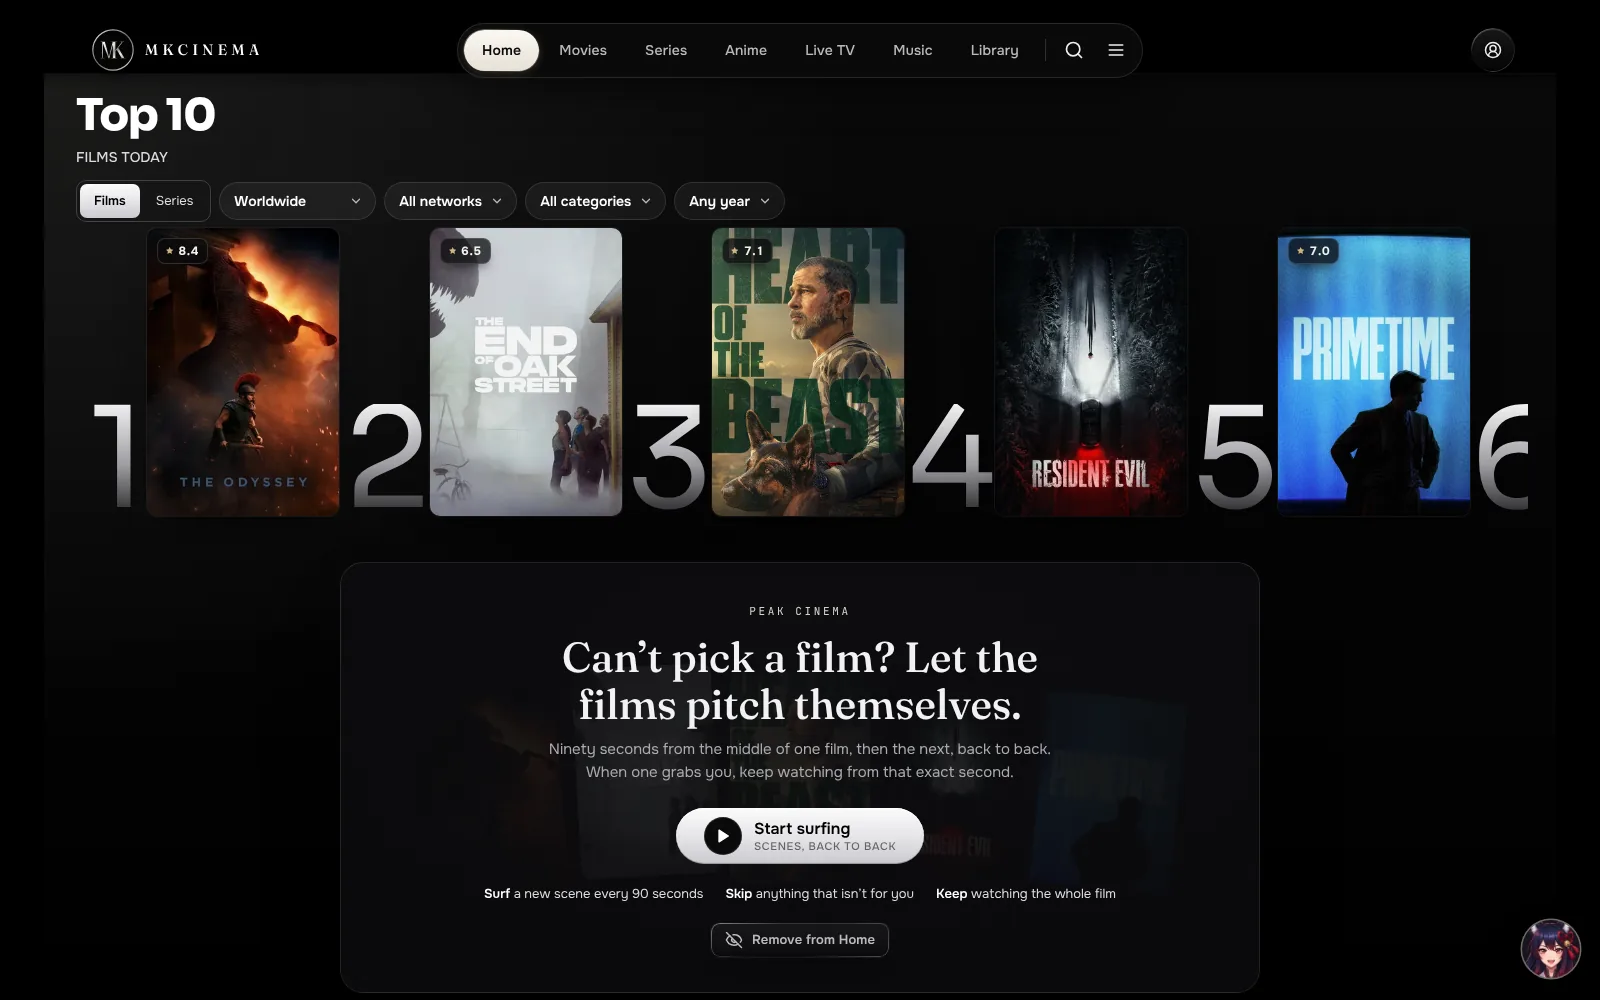 MK MKCINEMA
Home Movies Series Anime Live TV Music Library
Top 10
FILMS TODAY
Films Series Worldwide All networks All categories Any year
8.4 6.5 7.1 7.0
THE ODYSSEY
THE
END
OF OAK
STREET
HEART
OF
THE
BEAST
RESIDENT EVIL
PRIMETIME
1 2 3 4 5 6
PEAK CINEMA
Can’t pick a film? Let the
films pitch themselves.
Ninety seconds from the middle of one film, then the next, back to back.
When one grabs you, keep watching from that exact second.
Start surfing
SCENES, BACK TO BACK
Surf a new scene every 90 seconds Skip anything that isn’t for you Keep watching the whole film
Remove from Home